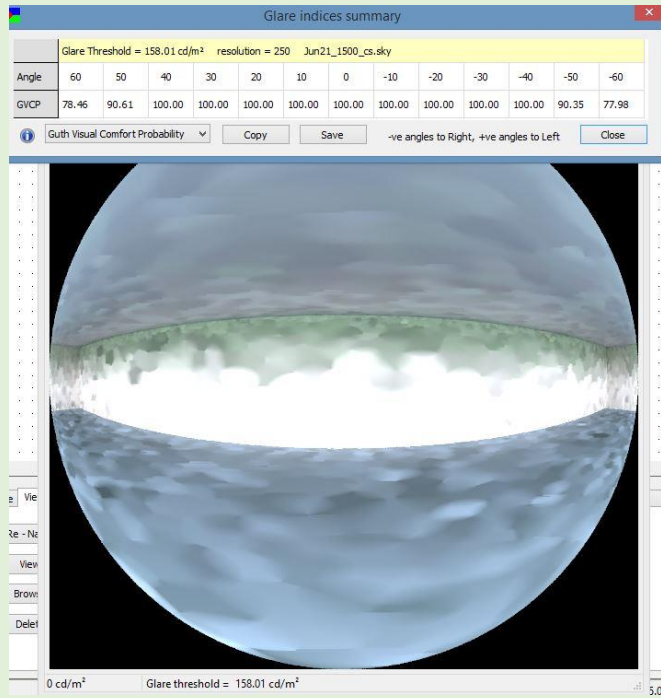 Glare indices summary
Glare Threshold = 158.01 cd/m² resolution = 250 Jun21_1500_cs.sky
Angle 60 50 40 30 20 10 0 -10 -20 -30 -40 -50 -60
GVCP 78.46 90.61 100.00 100.00 100.00 100.00 100.00 100.00 100.00 100.00 100.00 90.35 77.98
Guth Visual Comfort Probability Copy Save -ve angles to Right, +ve angles to Left Close
Vie
Re - Na
View
Brows
Delet
0 cd/m² Glare threshold = 158.01 cd/m²